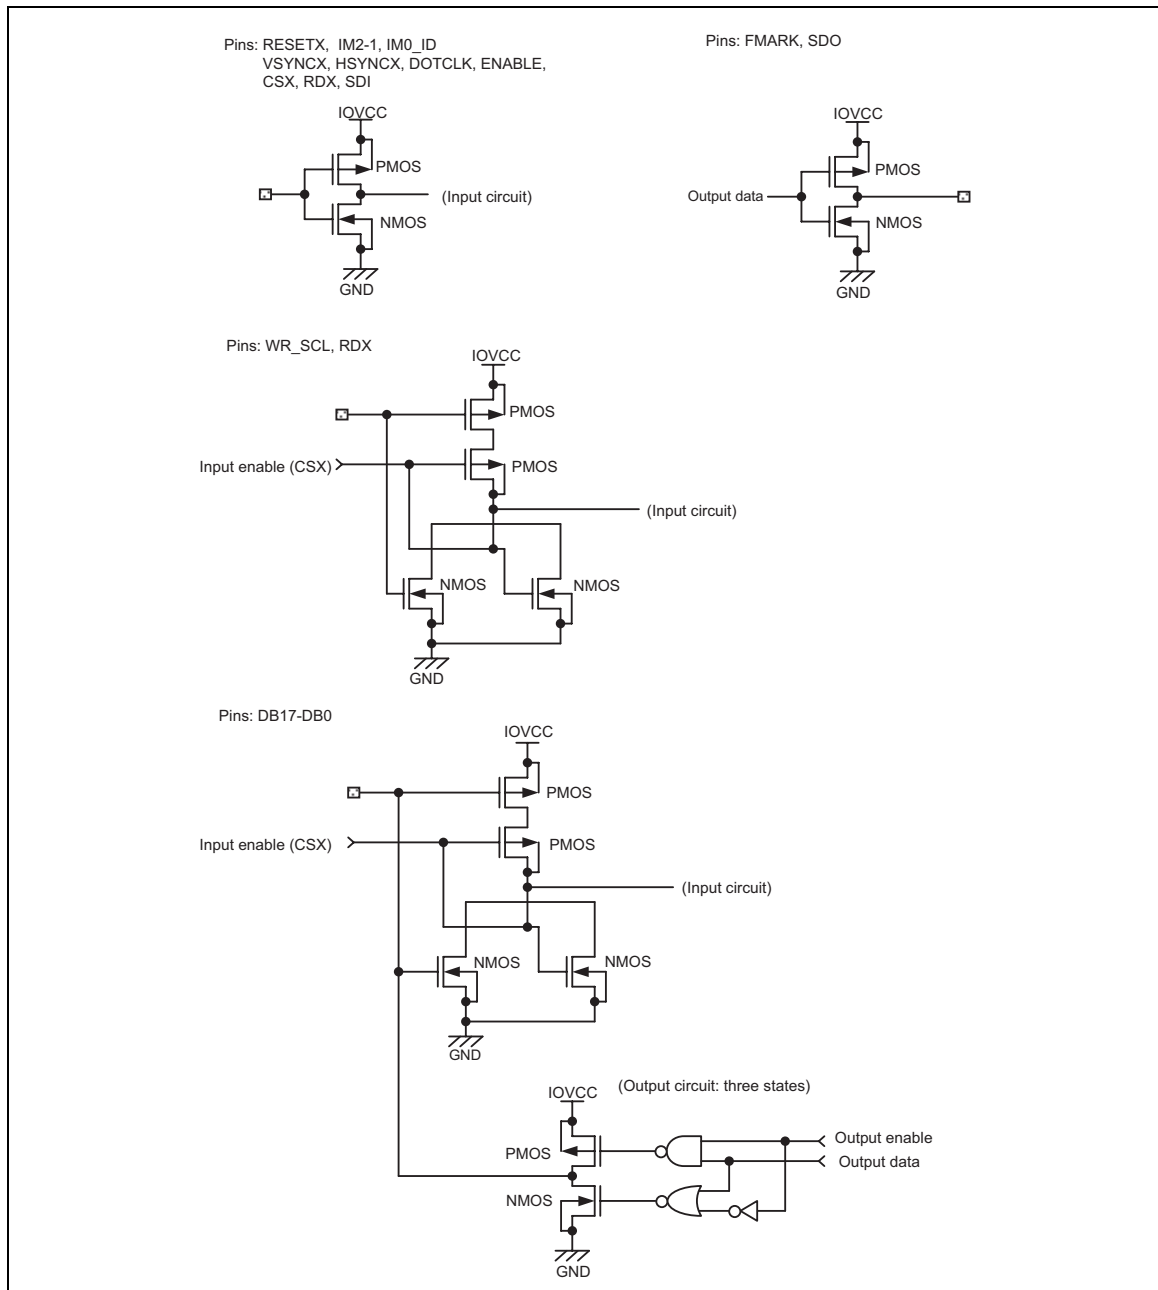 Pins: RESETX, IM2-1, IM0_ID
VSYNCX, HSYNCX, DOTCLK, ENABLE,
CSX, RDX, SDI
IOVCC
PMOS
(Input circuit)
NMOS
GND
Pins: FMARK, SDO
IOVCC
PMOS
Output data
NMOS
GND
Pins: WR_SCL, RDX
IOVCC
PMOS
Input enable (CSX)
PMOS
(Input circuit)
NMOS
NMOS
GND
Pins: DB17-DB0
IOVCC
PMOS
Input enable (CSX)
PMOS
(Input circuit)
NMOS
NMOS
GND
(Output circuit: three states)
IOVCC
Output enable
PMOS
Output data
NMOS
GND